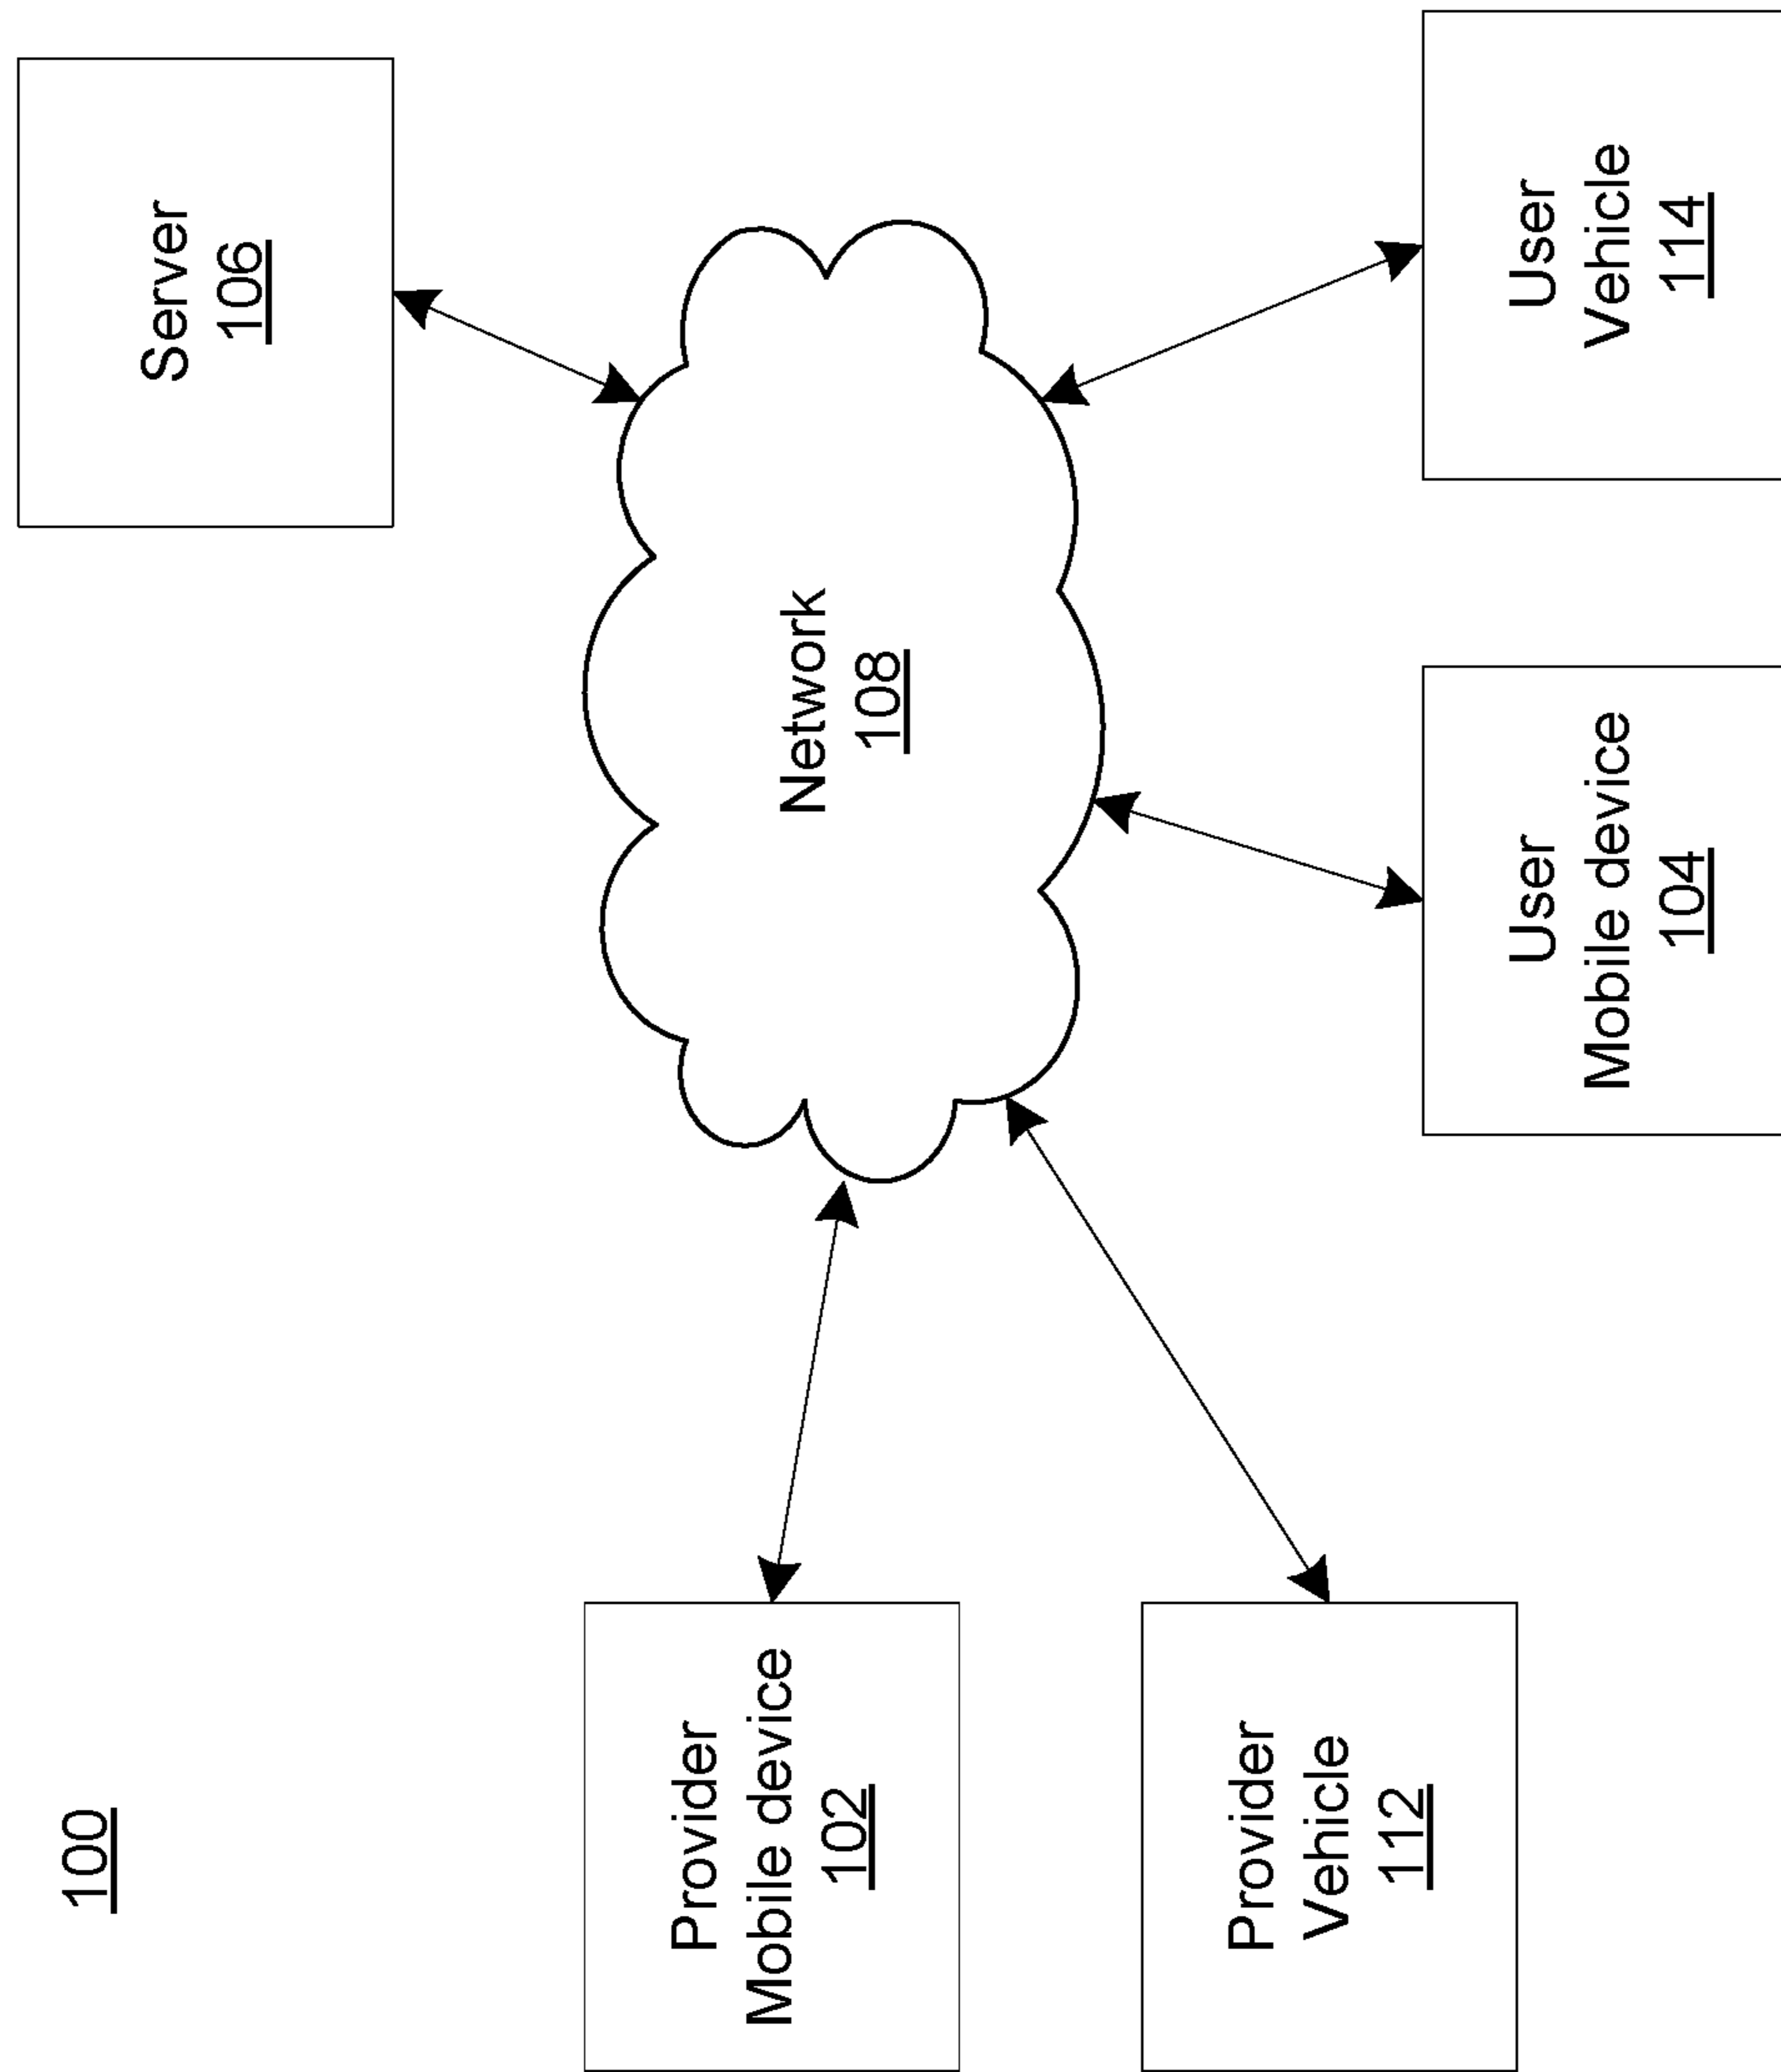 100
Server
106
Provider
Mobile device
102
Network
108
Provider
Vehicle
112
User
Mobile device
104
User
Vehicle
114